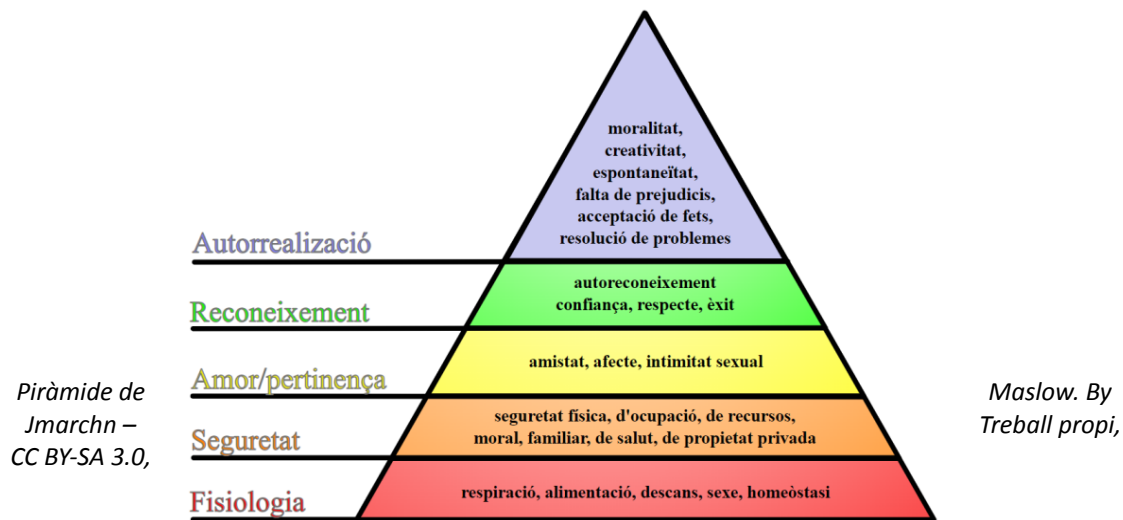 moralitat,
creativitat,
espontaneïtat,
falta de prejudicis,
acceptació de fets,
resolució de problemes
Autorrealizació
autoreconeixement
confiança, respecte, èxit
Reconeixement
amistat, afecte, intimitat sexual
Amor/pertinença
seguretat física, d'ocupació, de recursos,
moral, familiar, de salut, de propietat privada
Seguretat
respiració, alimentació, descans, sexe, homeòstasi
Fisiologia
Piràmide de
Jmarchn –
CC BY-SA 3.0,
Maslow. By
Treball propi,